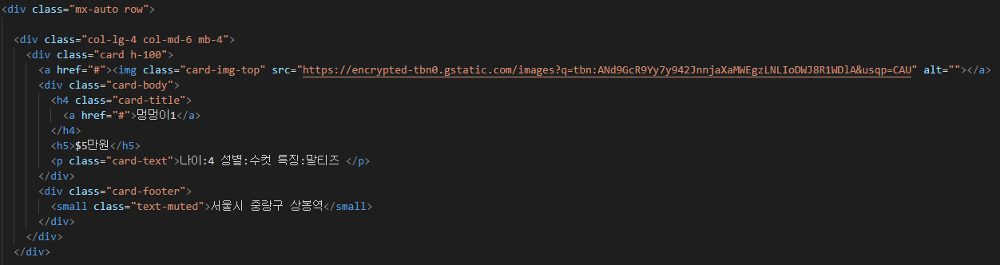 <div class="mx-auto row">
<div class="col-lg-4 col-md-6 mb-4">
<div class="card h-100">
<a href="#"><img class="card-img-top" src="https://encrypted-tbn0.gstatic.com/images?q=tbn:ANd9GcR9Yy7y942JnnjaXaMWEgzLNLIoDWJ8R1WDlA&usqp=CAU" alt=""></a>
<div class="card-body">
<h4 class="card-title">
<a href="#">멍멍이1</a>
</h4>
<h5>$5만원</h5>
<p class="card-text">나이:4 성별:수컷 특징:말티즈 </p>
</div>
<div class="card-footer">
<small class="text-muted">서울시 중랑구 상봉역</small>
</div>
</div>
</div>